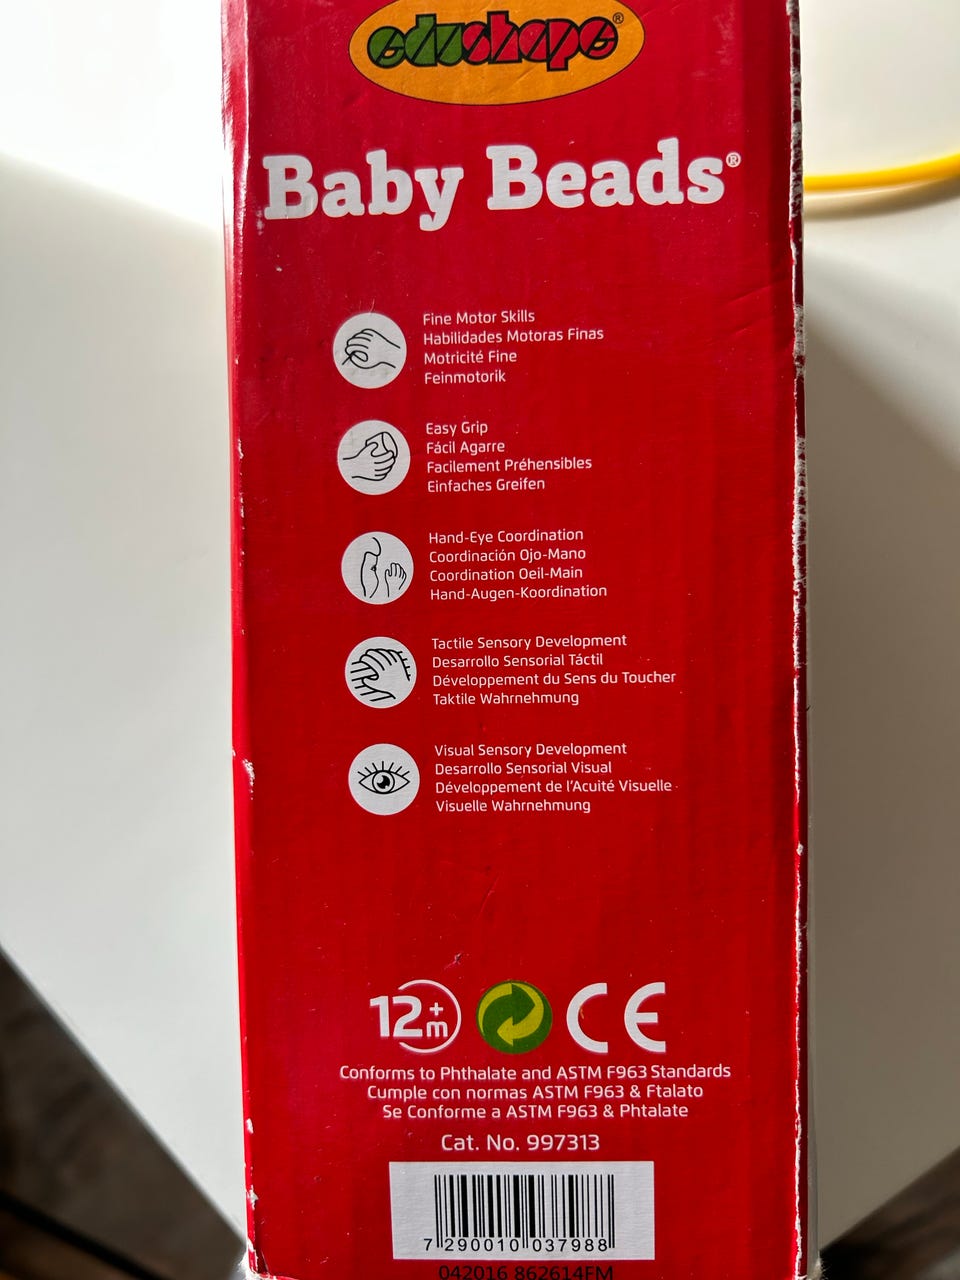 edushape®
Baby Beads®
Fine Motor Skills
Habilidades Motoras Finas
Motricité Fine
Feinmotorik
Easy Grip
Fácil Agarre
Facilement Préhensibles
Einfaches Greifen
Hand-Eye Coordination
Coordinación Ojo-Mano
Coordination Oeil-Main
Hand-Augen-Koordination
Tactile Sensory Development
Desarrollo Sensorial Táctil
Développement du Sens du Toucher
Taktile Wahrnehmung
Visual Sensory Development
Desarrollo Sensorial Visual
Développement de l'Acuité Visuelle
Visuelle Wahrnehmung
12+m CE
Conforms to Phthalate and ASTM F963 Standards
Cumple con normas ASTM F963 & Ftalato
Se Conforme a ASTM F963 & Phtalate
Cat. No. 997313
7 290010 037988
042016 862614FM